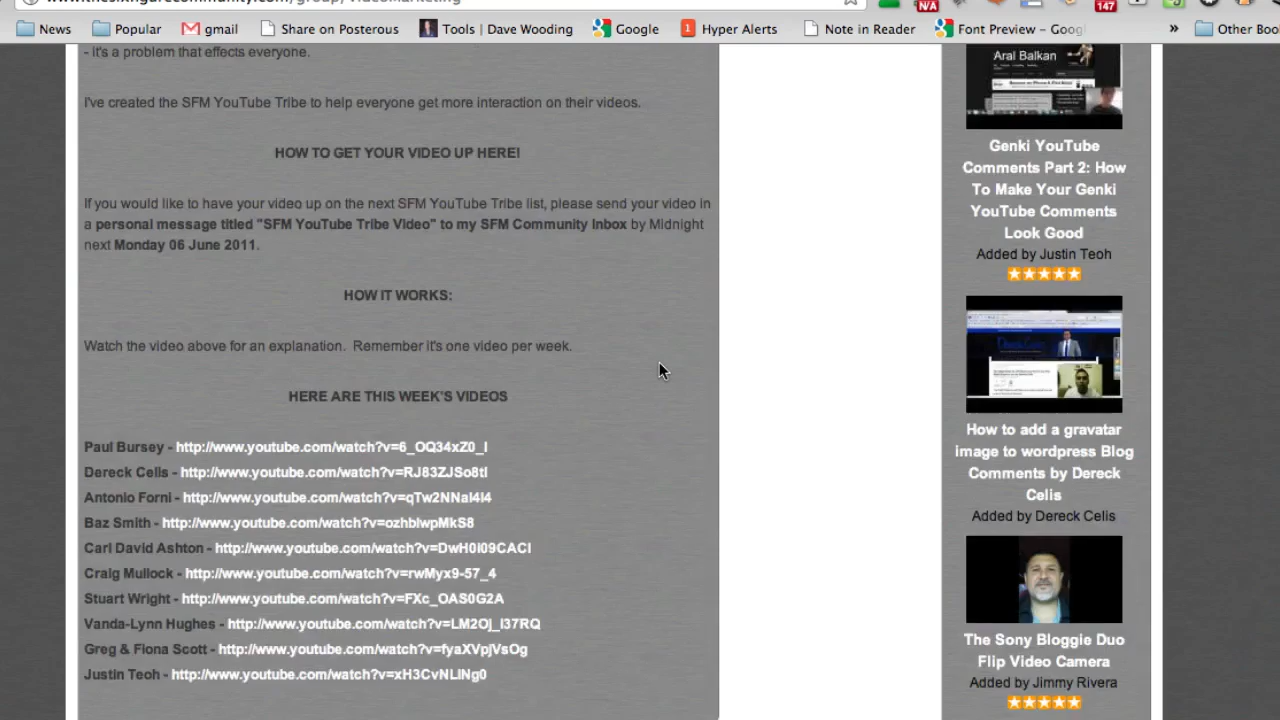 News Popular gmail Share on Posterous Tools | Dave Wooding Google 1 Hyper Alerts Note in Reader Font Preview – Goog » Other Boo
N/A 147
- it's a problem that effects everyone.
I've created the SFM YouTube Tribe to help everyone get more interaction on their videos.
HOW TO GET YOUR VIDEO UP HERE!
If you would like to have your video up on the next SFM YouTube Tribe list, please send your video in
a personal message titled "SFM YouTube Tribe Video" to my SFM Community Inbox by Midnight
next Monday 06 June 2011.
HOW IT WORKS:
Watch the video above for an explanation. Remember it's one video per week.
HERE ARE THIS WEEK'S VIDEOS
Paul Bursey - http://www.youtube.com/watch?v=6_OQ34xZ0_I
Dereck Cells - http://www.youtube.com/watch?v=RJ83ZJSo8tI
Antonio Forni - http://www.youtube.com/watch?v=qTw2NNaI4l4
Baz Smith - http://www.youtube.com/watch?v=ozhbIwpMkS8
Carl David Ashton - http://www.youtube.com/watch?v=DwH0I09CACI
Craig Mullock - http://www.youtube.com/watch?v=rwMyx9-57_4
Stuart Wright - http://www.youtube.com/watch?v=FXc_OAS0G2A
Vanda-Lynn Hughes - http://www.youtube.com/watch?v=LM2Oj_I37RQ
Greg & Fiona Scott - http://www.youtube.com/watch?v=fyaXVpjVsOg
Justin Teoh - http://www.youtube.com/watch?v=xH3CvNLINg0
Aral Balkan
Genki YouTube
Comments Part 2: How
To Make Your Genki
YouTube Comments
Look Good
Added by Justin Teoh
How to add a gravatar
image to wordpress Blog
Comments by Dereck
Celis
Added by Dereck Celis
The Sony Bloggie Duo
Flip Video Camera
Added by Jimmy Rivera